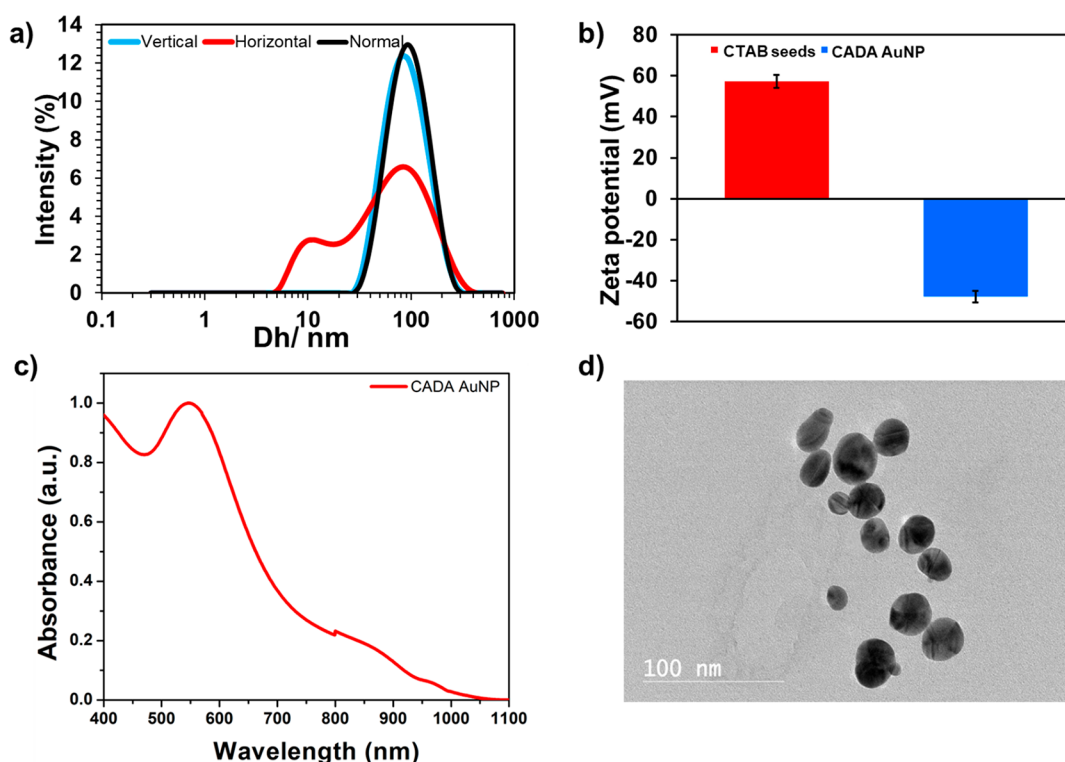 a)
14
12
10
8
6
4
2
0
Intensity (%)
Vertical Horizontal Normal
0.1 1 10 100 1000
Dh/ nm
b)
80
60
40
20
0
-20
-40
-60
Zeta potential (mV)
CTAB seeds CADA AuNP
c)
1.0
0.8
0.6
0.4
0.2
0.0
Absorbance (a.u.)
CADA AuNP
400 500 600 700 800 900 1000 1100
Wavelength (nm)
d)
100 nm